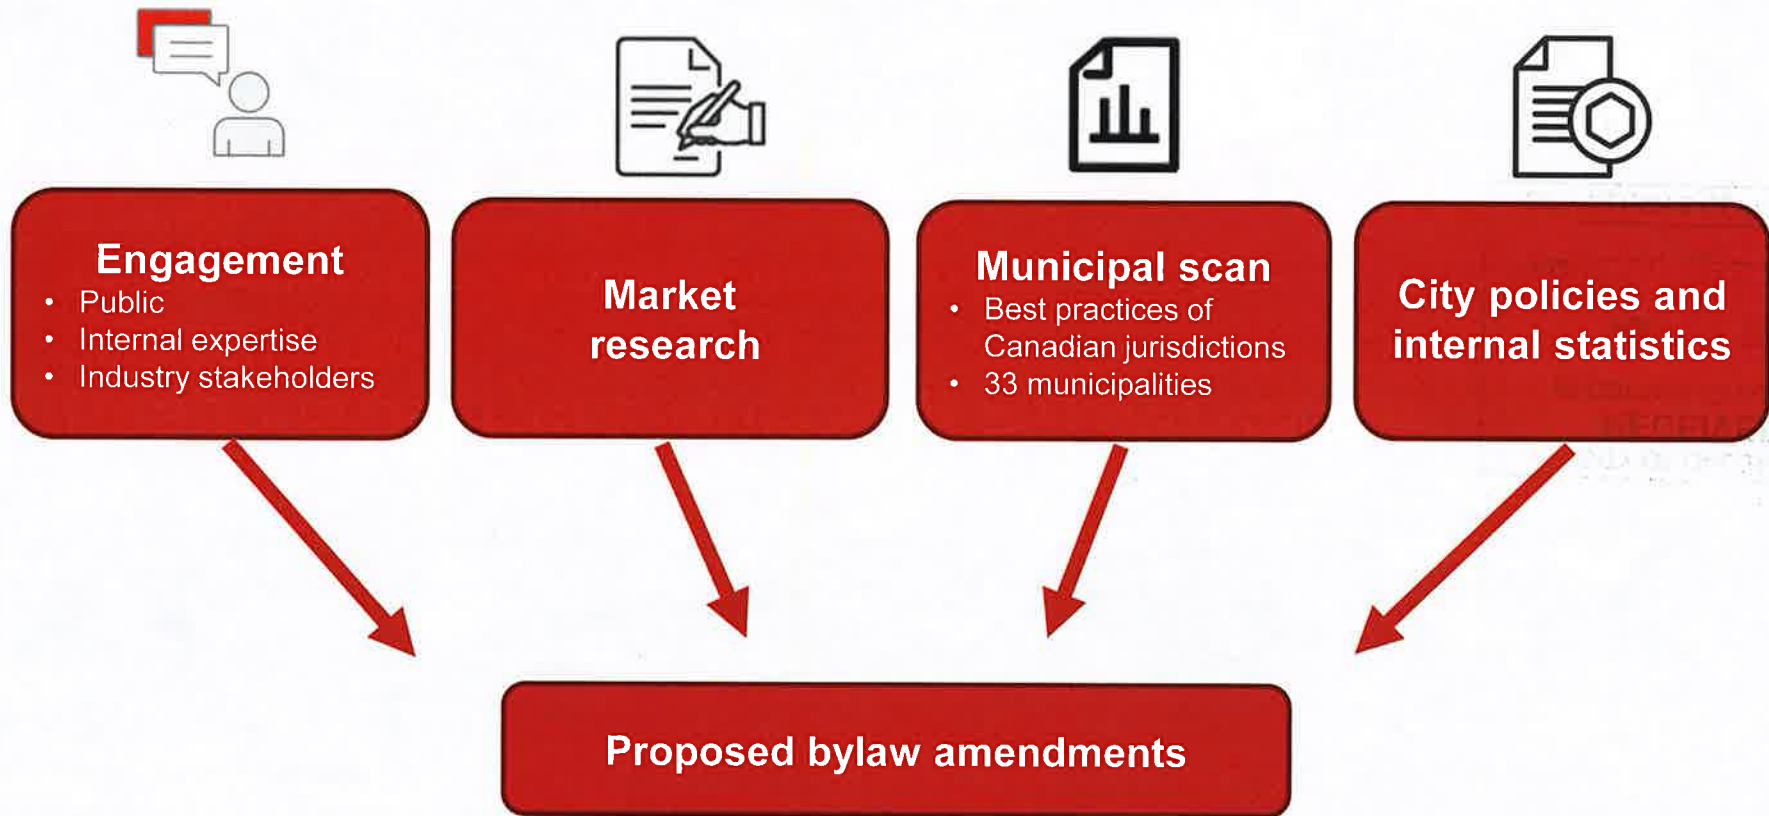 Engagement
• Public
• Internal expertise
• Industry stakeholders
Market
research
Municipal scan
• Best practices of
Canadian jurisdictions
• 33 municipalities
City policies and
internal statistics
Proposed bylaw amendments